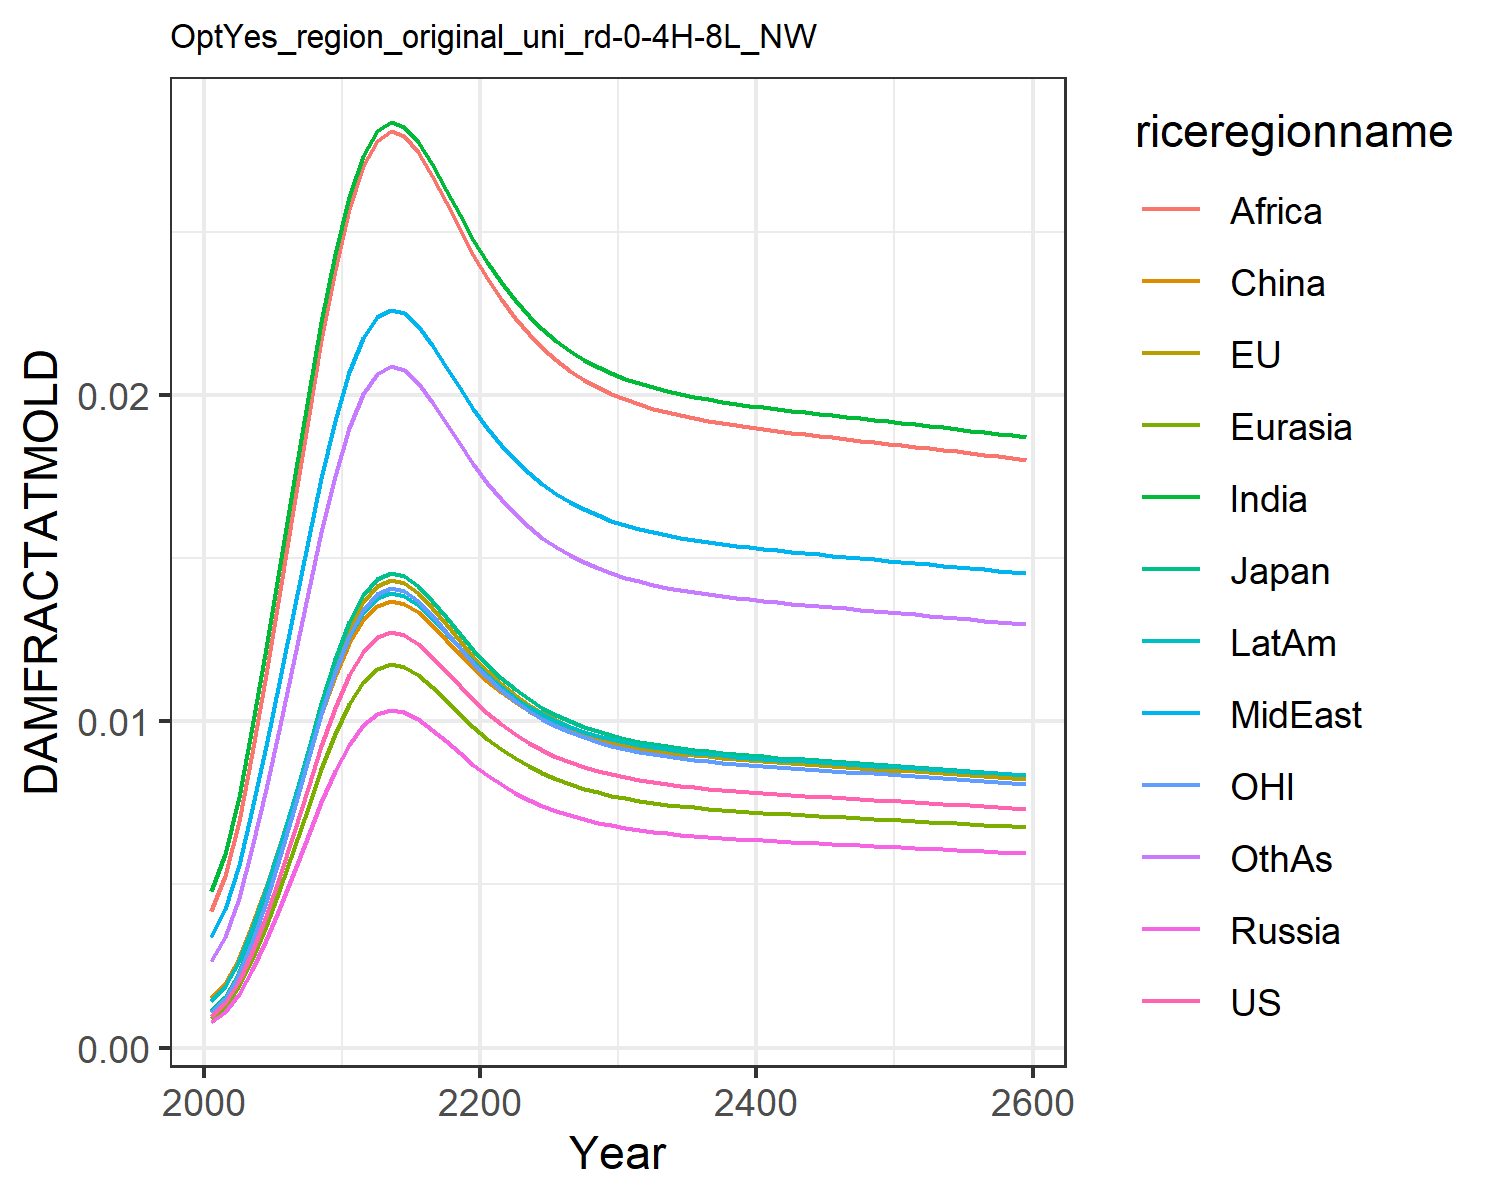 OptYes_region_original_uni_rd-0-4H-8L_NW
DAMFRACTATMOLD
0.02
0.01
0.00
2000 2200 2400 2600
Year
riceregionname
Africa
China
EU
Eurasia
India
Japan
LatAm
MidEast
OHI
OthAs
Russia
US